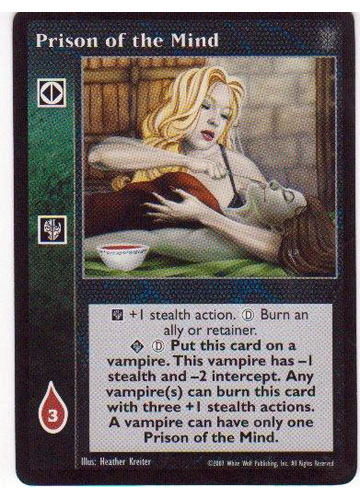 Prison of the Mind
+1 stealth action. Ⓓ Burn an
ally or retainer.
Ⓓ Put this card on a
vampire. This vampire has –1
stealth and –2 intercept. Any
vampire(s) can burn this card
with three +1 stealth actions.
A vampire can have only one
Prison of the Mind.
3
Illus: Heather Kreiter
©2007 White Wolf Publishing, Inc. All Rights Reserved